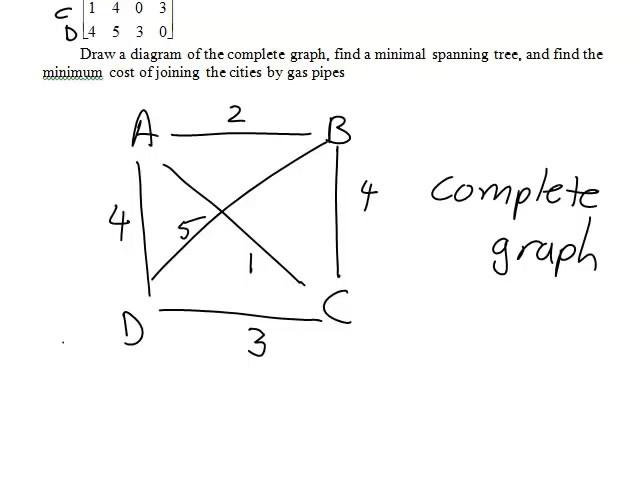 C 1 4 0 3
D 4 5 3 0
Draw a diagram of the complete graph, find a minimal spanning tree, and find the
minimum cost of joining the cities by gas pipes
A 2 B
4 5 4 complete
1 graph
D 3 C